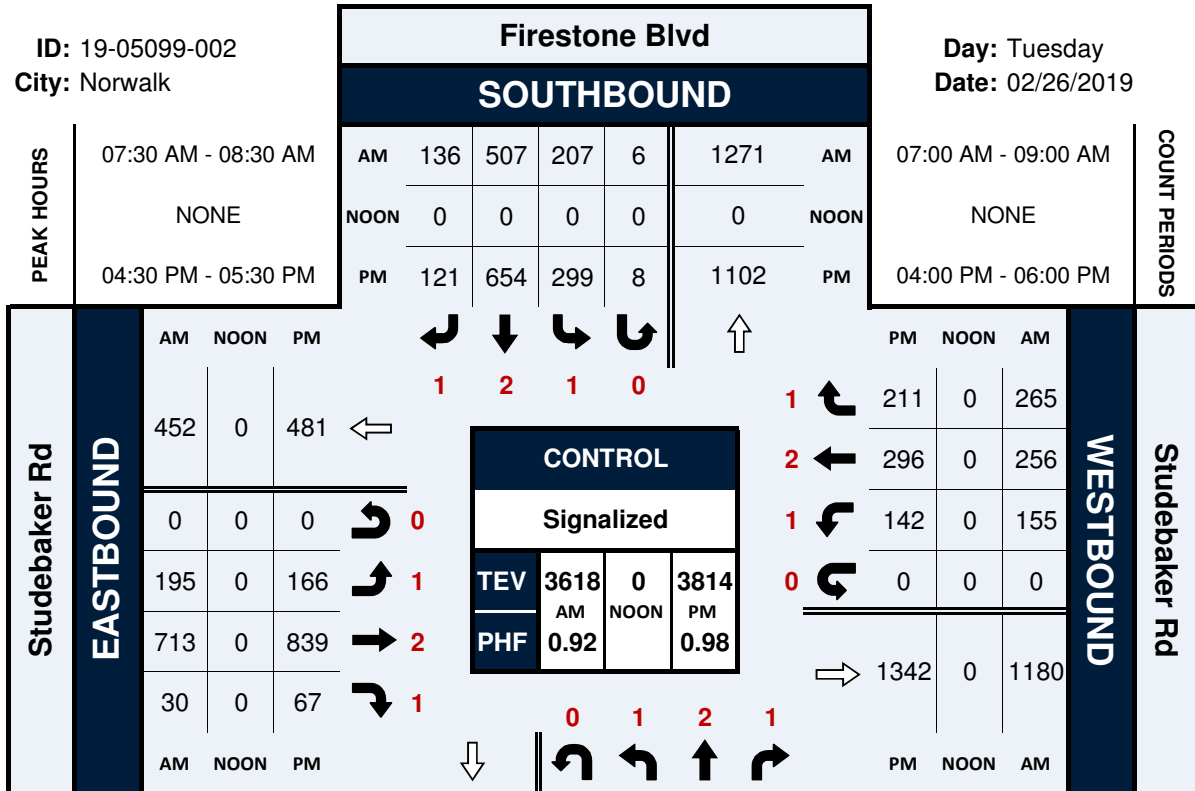 ID: 19-05099-002
City: Norwalk
Firestone Blvd
SOUTHBOUND
Day: Tuesday
Date: 02/26/2019
PEAK HOURS
07:30 AM - 08:30 AM
NONE
04:30 PM - 05:30 PM
AM 136 507 207 6 1271 AM
NOON 0 0 0 0 0 NOON
PM 121 654 299 8 1102 PM
07:00 AM - 09:00 AM
NONE
04:00 PM - 06:00 PM
COUNT PERIODS
1 2 1 0
Studebaker Rd
EASTBOUND
AM NOON PM
452 0 481
0 0 0 0
195 0 166 1
713 0 839 2
30 0 67 1
AM NOON PM
CONTROL
Signalized
TEV 3618 0 3814
AM NOON PM
PHF 0.92 0.98
PM NOON AM
1 211 0 265
2 296 0 256
1 142 0 155
0 0 0 0
1342 0 1180
PM NOON AM
WESTBOUND
Studebaker Rd
0 1 2 1